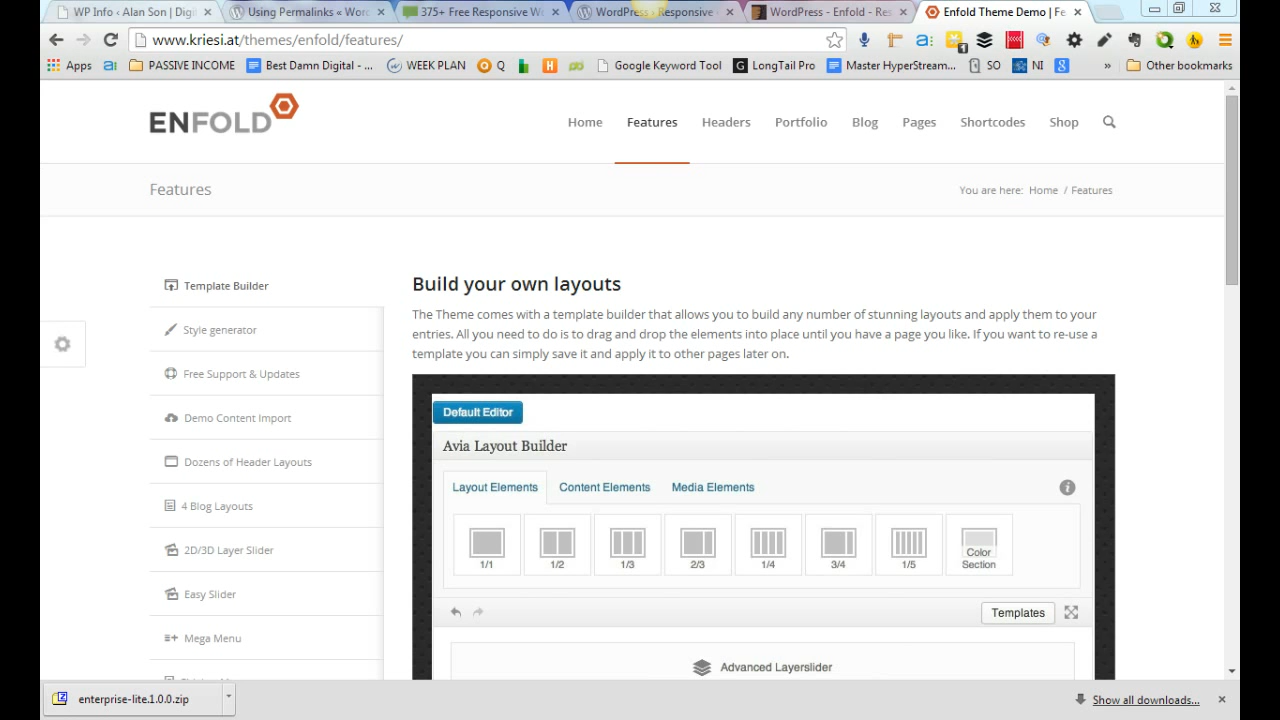 WP Info ‹ Alan Son | Digi
Using Permalinks « Word
375+ Free Responsive W
WordPress › Responsive
WordPress - Enfold - Res
Enfold Theme Demo | Fe
www.kriesi.at/themes/enfold/features/
Apps
PASSIVE INCOME
Best Damn Digital - ...
WEEK PLAN
Q
Google Keyword Tool
LongTail Pro
Master HyperStream...
SO
NI
»
Other bookmarks
ENFOLD
Home
Features
Headers
Portfolio
Blog
Pages
Shortcodes
Shop
Features
You are here: Home / Features
Template Builder
Style generator
Free Support & Updates
Demo Content Import
Dozens of Header Layouts
4 Blog Layouts
2D/3D Layer Slider
Easy Slider
Mega Menu
Build your own layouts
The Theme comes with a template builder that allows you to build any number of stunning layouts and apply them to your
entries. All you need to do is to drag and drop the elements into place until you have a page you like. If you want to re-use a
template you can simply save it and apply it to other pages later on.
Default Editor
Avia Layout Builder
Layout Elements
Content Elements
Media Elements
1/1
1/2
1/3
2/3
1/4
3/4
1/5
Color
Section
Templates
Advanced Layerslider
enterprise-lite.1.0.0.zip
Show all downloads...